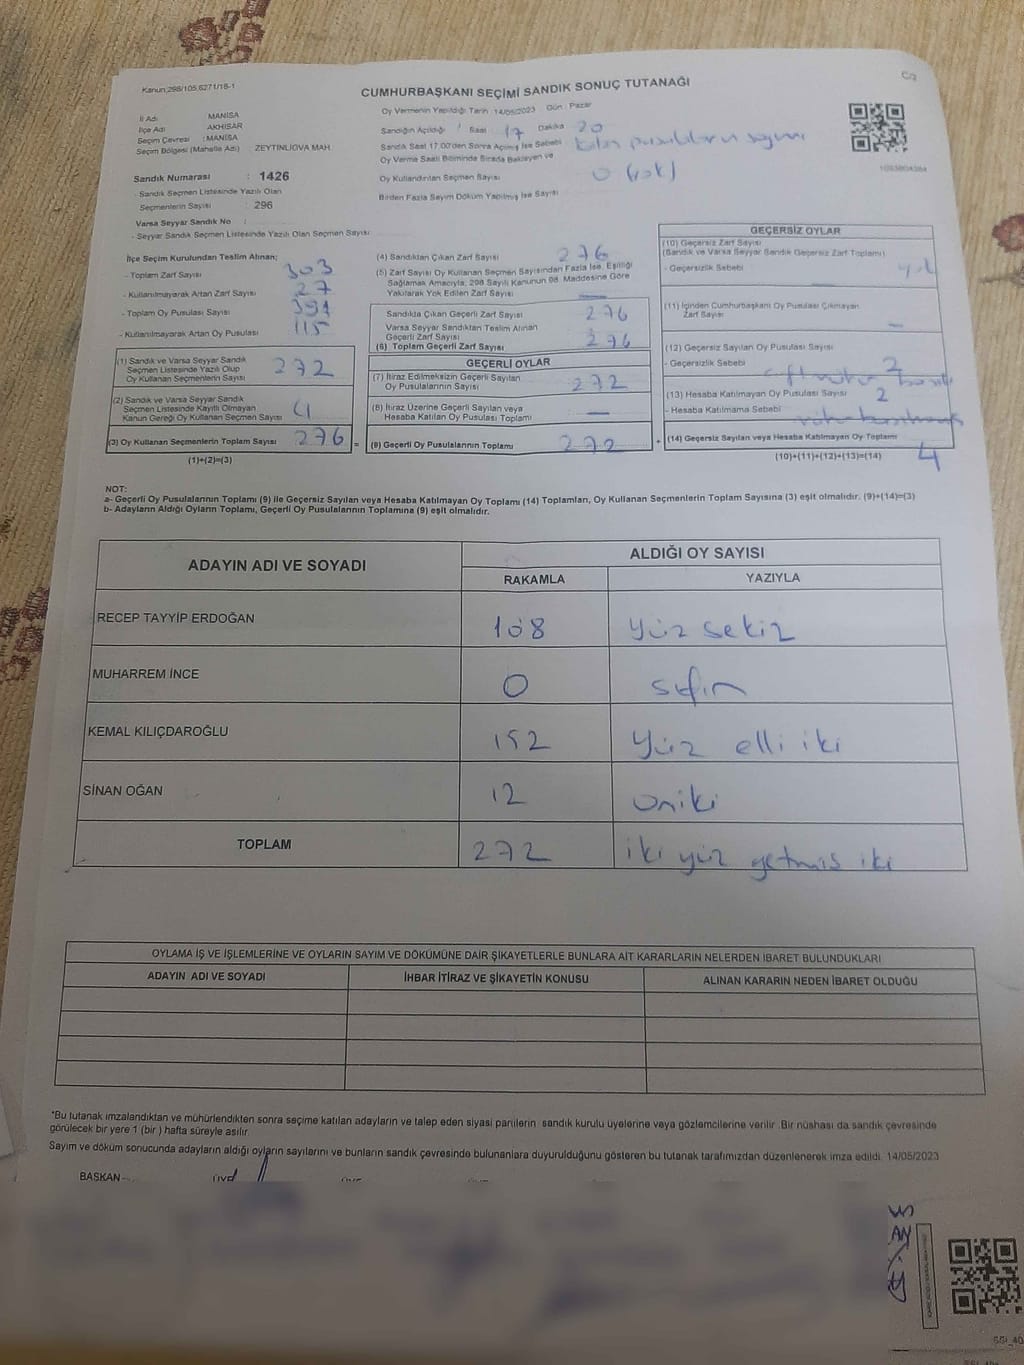 Kanun:298/105,6271/18-1
C/2
CUMHURBAŞKANI SEÇİMİ SANDIK SONUÇ TUTANAĞI
İl Adı : MANİSA
İlçe Adı : AKHİSAR
Seçim Çevresi : MANİSA
Seçim Bölgesi (Mahalle Adı) : ZEYTİNLİOVA MAH.
Sandık Numarası : 1426
- Sandık Seçmen Listesinde Yazılı Olan
Seçmenlerin Sayısı : 296
Varsa Seyyar Sandık No :
- Seyyar Sandık Seçmen Listesinde Yazılı Olan Seçmen Sayısı
Oy Vermenin Yapıldığı Tarih : 14/05/2023 Gün : Pazar
Sandığın Açıldığı Saat 17 Dakika 20
Sandık Saat 17:00'den Sonra Açılmış İse Sebebi
Oy Verme Saati Bitiminde Sırada Bekleyen ve
Oy Kullandırılan Seçmen Sayısı 0 (yok)
Birden Fazla Sayım Döküm Yapılmış İse Sayısı
İlçe Seçim Kurulundan Teslim Alınan;
- Toplam Zarf Sayısı 303
- Kullanılmayarak Artan Zarf Sayısı 27
- Toplam Oy Pusulası Sayısı 391
- Kullanılmayarak Artan Oy Pusulası 115
(1) Sandık ve Varsa Seyyar Sandık
Seçmen Listesinde Yazılı Olup
Oy Kullanan Seçmenlerin Sayısı 272
(2) Sandık ve Varsa Seyyar Sandık
Seçmen Listesinde Kayıtlı Olmayan
Kanun Gereği Oy Kullanan Seçmen Sayısı 4
(3) Oy Kullanan Seçmenlerin Toplam Sayısı 276 =
(1)+(2)=(3)
(4) Sandıktan Çıkan Zarf Sayısı 276
(5) Zarf Sayısı Oy Kullanan Seçmen Sayısından Fazla İse, Eşitliği
Sağlamak Amacıyla, 298 Sayılı Kanunun 98. Maddesine Göre
Yakılarak Yok Edilen Zarf Sayısı —
Sandıkta Çıkan Geçerli Zarf Sayısı 276
Varsa Seyyar Sandıktan Teslim Alınan
Geçerli Zarf Sayısı
(6) Toplam Geçerli Zarf Sayısı 276
GEÇERLİ OYLAR
(7) İtiraz Edilmeksizin Geçerli Sayılan
Oy Pusulalarının Sayısı 272
(8) İtiraz Üzerine Geçerli Sayılan veya
Hesaba Katılan Oy Pusulası Toplamı —
(9) Geçerli Oy Pusulalarının Toplamı 272 +
GEÇERSİZ OYLAR
(10) Geçersiz Zarf Sayısı
(Sandık ve Varsa Seyyar Sandık Geçersiz Zarf Toplamı)
- Geçersizlik Sebebi yok
(11) İçinden Cumhurbaşkanı Oy Pusulası Çıkmayan
Zarf Sayısı —
(12) Geçersiz Sayılan Oy Pusulası Sayısı 2
- Geçersizlik Sebebi
(13) Hesaba Katılmayan Oy Pusulası Sayısı 2
- Hesaba Katılmama Sebebi
(14) Geçersiz Sayılan veya Hesaba Katılmayan Oy Toplamı 4
(10)+(11)+(12)+(13)=(14)
NOT:
a- Geçerli Oy Pusulalarının Toplamı (9) ile Geçersiz Sayılan veya Hesaba Katılmayan Oy Toplamı (14) Toplamları, Oy Kullanan Seçmenlerin Toplam Sayısına (3) eşit olmalıdır. (9)+(14)=(3)
b- Adayların Aldığı Oyların Toplamı, Geçerli Oy Pusulalarının Toplamına (9) eşit olmalıdır.
ADAYIN ADI VE SOYADI
ALDIĞI OY SAYISI
RAKAMLA YAZIYLA
RECEP TAYYİP ERDOĞAN 108 yüz sekiz
MUHARREM İNCE 0 sıfır
KEMAL KILIÇDAROĞLU 152 yüz elli iki
SİNAN OĞAN 12 oniki
TOPLAM 272 iki yüz yetmiş iki
OYLAMA İŞ VE İŞLEMLERİNE VE OYLARIN SAYIM VE DÖKÜMÜNE DAİR ŞİKAYETLERLE BUNLARA AİT KARARLARIN NELERDEN İBARET BULUNDUKLARI
ADAYIN ADI VE SOYADI İHBAR İTİRAZ VE ŞİKAYETİN KONUSU ALINAN KARARIN NEDEN İBARET OLDUĞU
*Bu tutanak imzalandıktan ve mühürlendikten sonra seçime katılan adayların ve talep eden siyasi partilerin sandık kurulu üyelerine veya gözlemcilerine verilir .Bir nüshası da sandık çevresinde
görülecek bir yere 1 (bir ) hafta süreyle asılır.
Sayım ve döküm sonucunda adayların aldığı oyların sayılarını ve bunların sandık çevresinde bulunanlara duyurulduğunu gösteren bu tutanak tarafımızdan düzenlenerek imza edildi. 14/05/2023
BAŞKAN